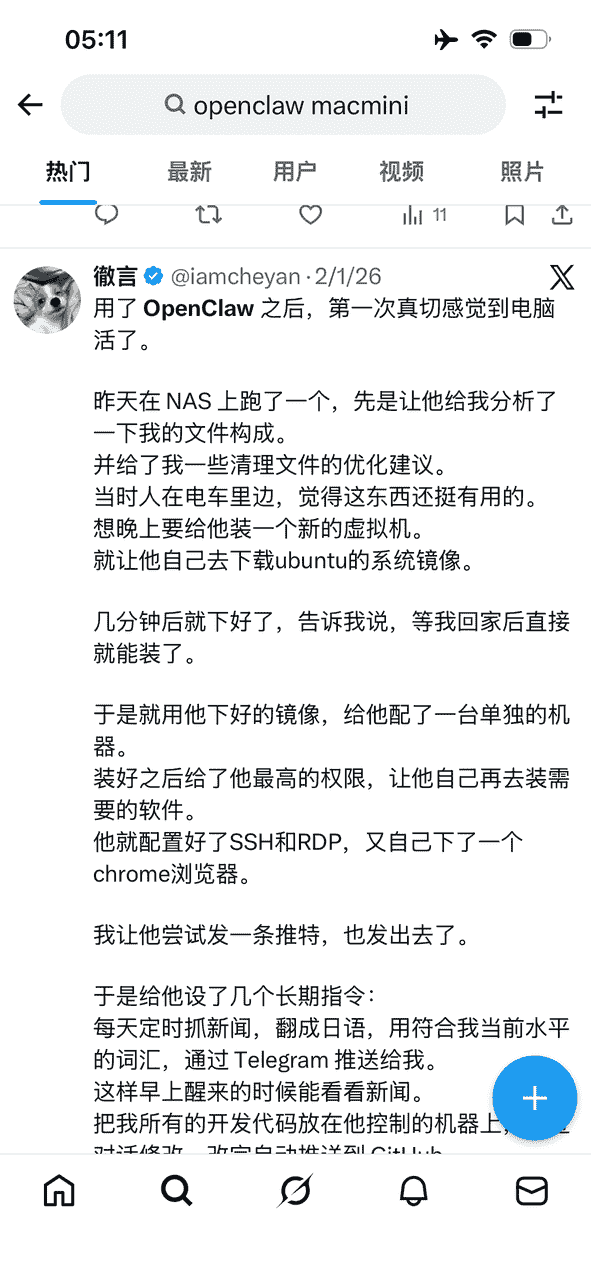 05:11
openclaw macmini
热门 最新 用户 视频 照片
11
徹言 @iamcheyan · 2/1/26
用了 OpenClaw 之后，第一次真切感觉到电脑
活了。
昨天在 NAS 上跑了一个，先是让他给我分析了
一下我的文件构成。
并给了我一些清理文件的优化建议。
当时人在电车里边，觉得这东西还挺有用的。
想晚上要给他装一个新的虚拟机。
就让他自己去下载ubuntu的系统镜像。
几分钟后就下好了，告诉我说，等我回家后直接
就能装了。
于是就用他下好的镜像，给他配了一台单独的机
器。
装好之后给了他最高的权限，让他自己再去装需
要的软件。
他就配置好了SSH和RDP，又自己下了一个
chrome浏览器。
我让他尝试发一条推特，也发出去了。
于是给他设了几个长期指令：
每天定时抓新闻，翻成日语，用符合我当前水平
的词汇，通过 Telegram 推送给我。
这样早上醒来的时候能看看新闻。
把我所有的开发代码放在他控制的机器上，
对话修改，改完自动推送到 GitHub